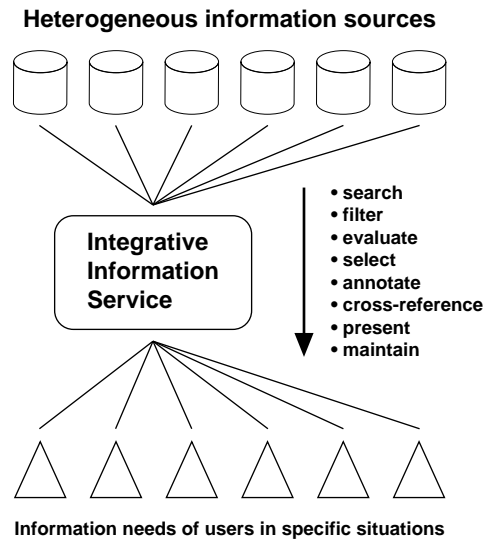 Heterogeneous information sources
Integrative
Information
Service
• search
• filter
• evaluate
• select
• annotate
• cross-reference
• present
• maintain
Information needs of users in specific situations